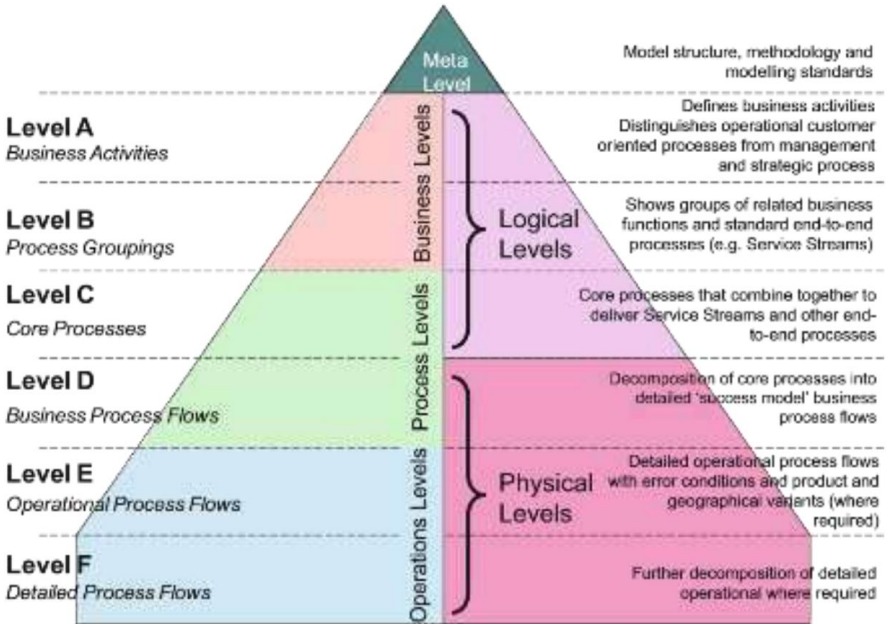 Meta
Level
Model structure, methodology and
modelling standards
Level A
Business Activities
Defines business activities
Distinguishes operational customer
oriented processes from management
and strategic process
Level B
Process Groupings
Shows groups of related business
functions and standard end-to-end
processes (e.g. Service Streams)
Business Levels
Logical
Levels
Level C
Core Processes
Core processes that combine together to
deliver Service Streams and other end-
to-end processes
Level D
Business Process Flows
Decomposition of core processes into
detailed 'success model' business
process flows
Process Levels
Level E
Operational Process Flows
Detailed operational process flows
with error conditions and product and
geographical variants (where
required)
Physical
Levels
Level F
Detailed Process Flows
Further decomposition of detailed
operational where required
Operations Levels